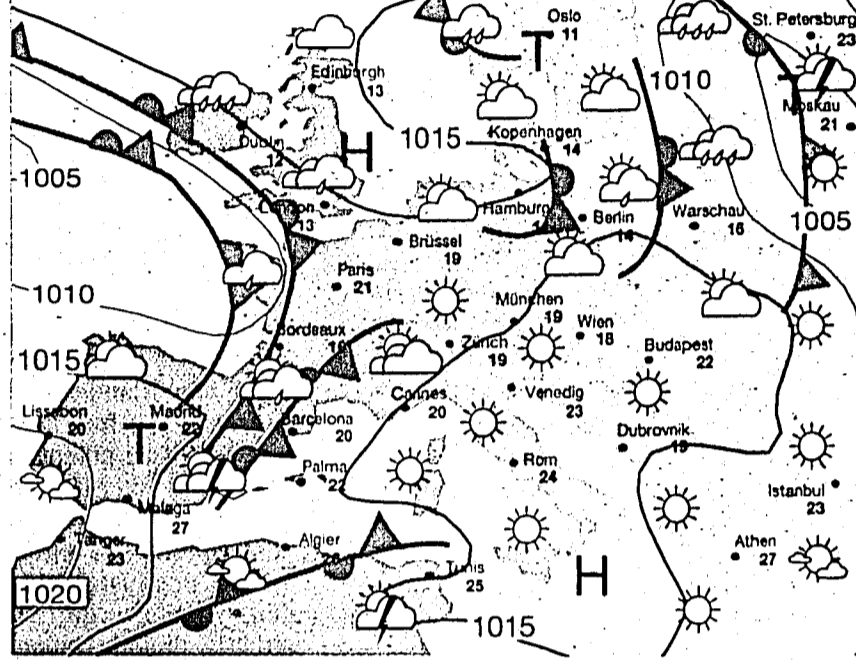 Oslo
11
St. Petersburg
23
T
Edinburgh
13
1010
Moskau
21
Dublin
12
H
1015
Kopenhagen
14
1005
London
13
Hamburg
Berlin
14
Warschau
16
1005
Brüssel
19
Paris
21
1010
München
19
Wien
18
Bordeaux
Zürich
19
Budapest
22
1015
Lissabon
20
Madrid
22
T
Cannes
20
Venedig
23
Barcelona
20
Dubrovnik
Palma
22
Rom
24
Istanbul
23
Malaga
27
Tanger
23
Algier
Athen
27
Tunis
25
H
1020
1015